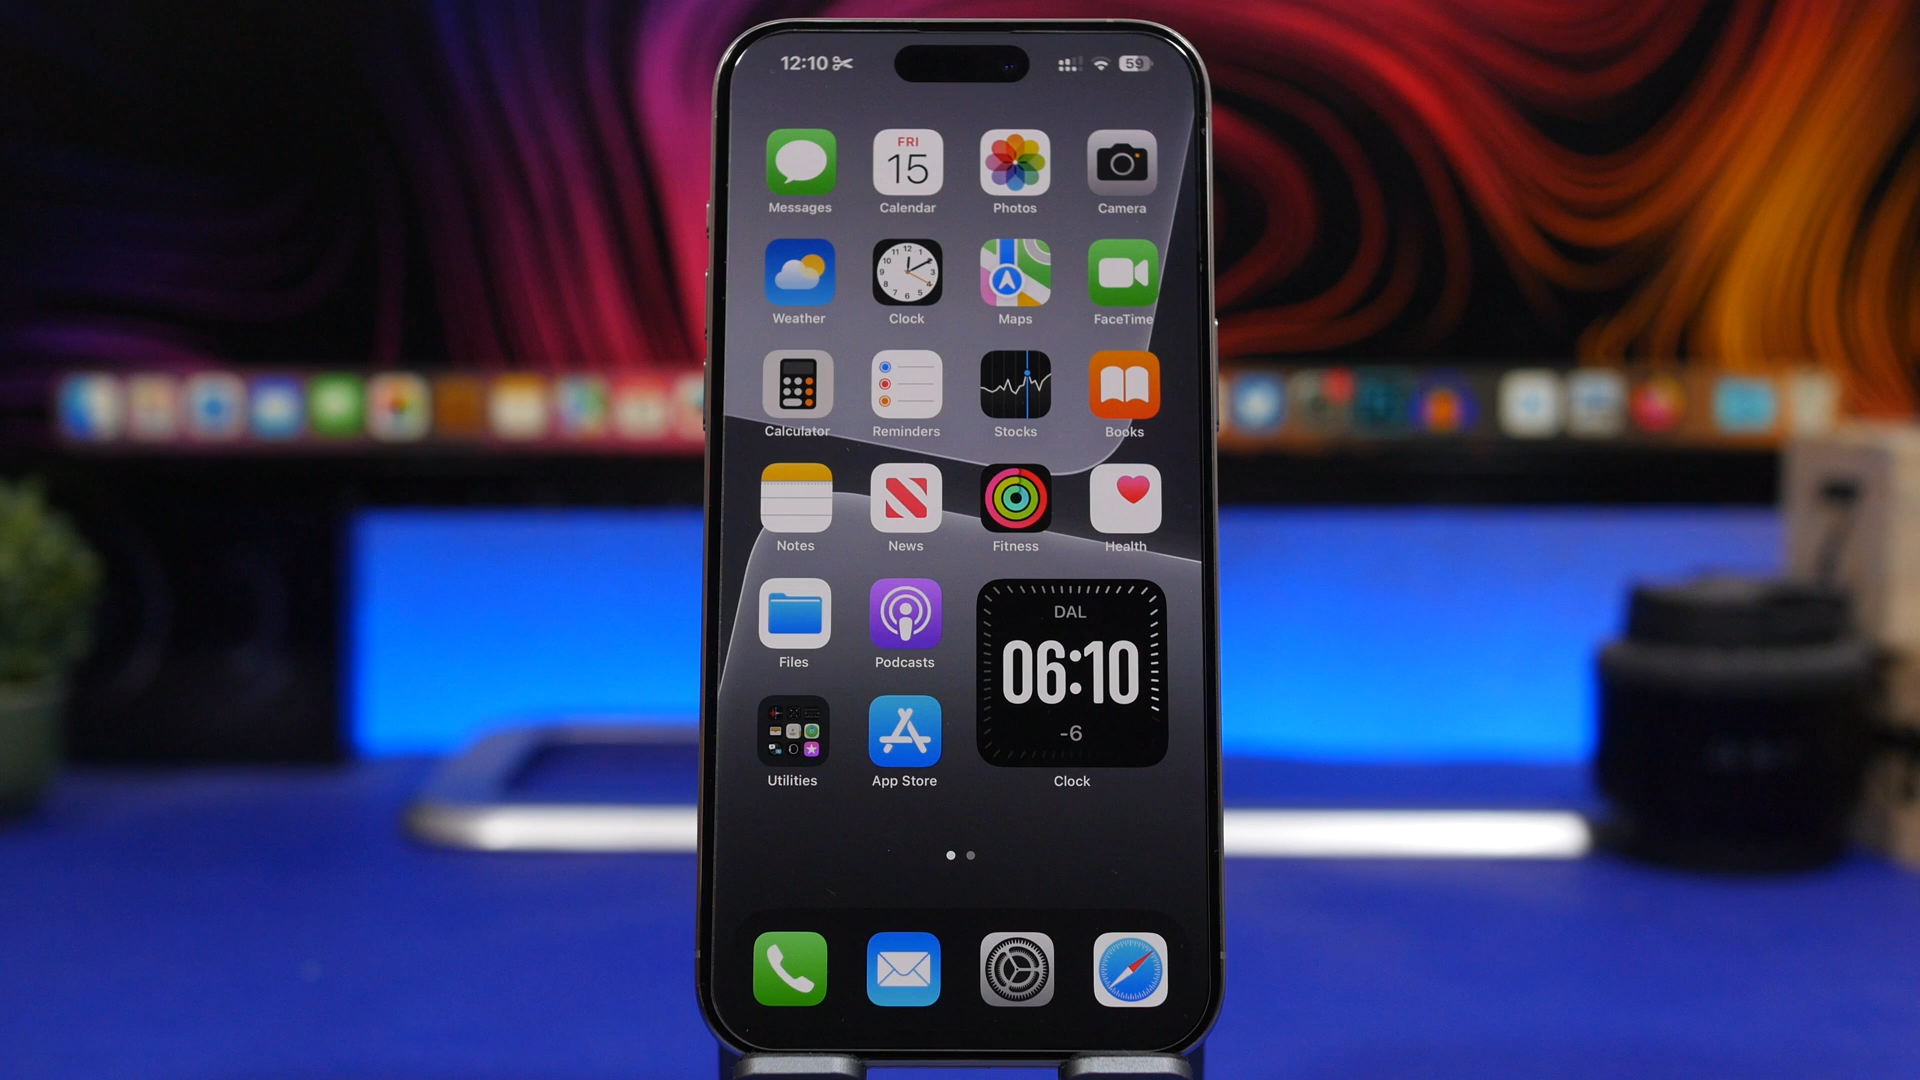 12:10
59
FRI
15
Messages
Calendar
Photos
Camera
Weather
Clock
Maps
FaceTime
Calculator
Reminders
Stocks
Books
Notes
News
Fitness
Health
Files
Podcasts
DAL
06:10
-6
Utilities
App Store
Clock